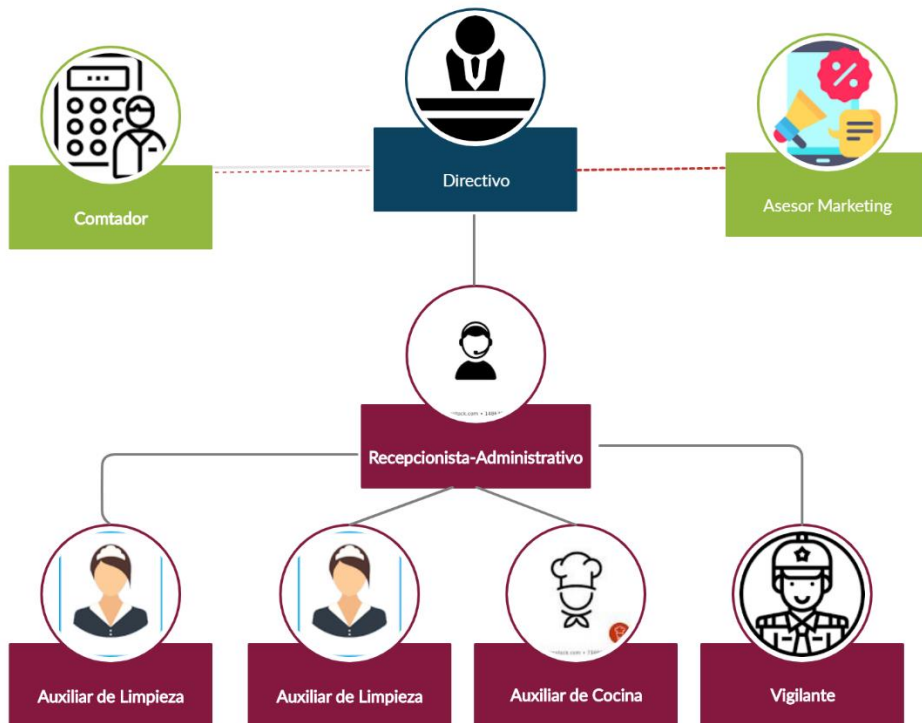 Directivo
Comtador
Asesor Marketing
Recepcionista-Administrativo
Auxiliar de Limpieza
Auxiliar de Limpieza
Auxiliar de Cocina
Vigilante